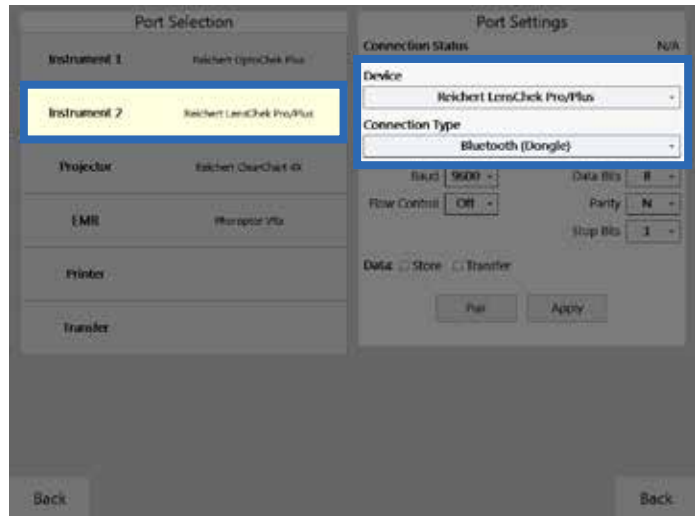 Port Selection
Instrument 1 Reichert OptoChek Plus
Instrument 2 Reichert LensChek Pro/Plus
Projector Reichert ClearChart 4X
EMR Phoroptor VRx
Printer
Transfer
Back
Port Settings
Connection Status N/A
Device
Reichert LensChek Pro/Plus
Connection Type
Bluetooth (Dongle)
Baud 9600 Data Bits 8
Flow Control Off Parity N
Stop Bits 1
Data: Store Transfer
Pair Apply
Back